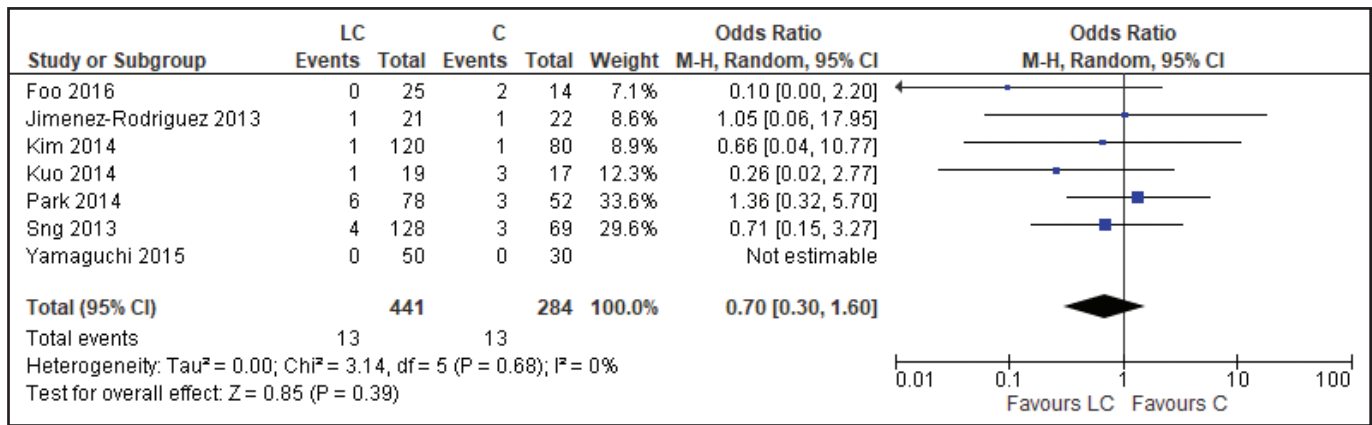 LC C Odds Ratio Odds Ratio
Study or Subgroup Events Total Events Total Weight M-H, Random, 95% CI M-H, Random, 95% CI
Foo 2016 0 25 2 14 7.1% 0.10 [0.00, 2.20]
Jimenez-Rodriguez 2013 1 21 1 22 8.6% 1.05 [0.06, 17.95]
Kim 2014 1 120 1 80 8.9% 0.66 [0.04, 10.77]
Kuo 2014 1 19 3 17 12.3% 0.26 [0.02, 2.77]
Park 2014 6 78 3 52 33.6% 1.36 [0.32, 5.70]
Sng 2013 4 128 3 69 29.6% 0.71 [0.15, 3.27]
Yamaguchi 2015 0 50 0 30 Not estimable
Total (95% CI) 441 284 100.0% 0.70 [0.30, 1.60]
Total events 13 13
Heterogeneity: Tau² = 0.00; Chi² = 3.14, df = 5 (P = 0.68); I² = 0%
Test for overall effect: Z = 0.85 (P = 0.39)
0.01 0.1 1 10 100
Favours LC Favours C